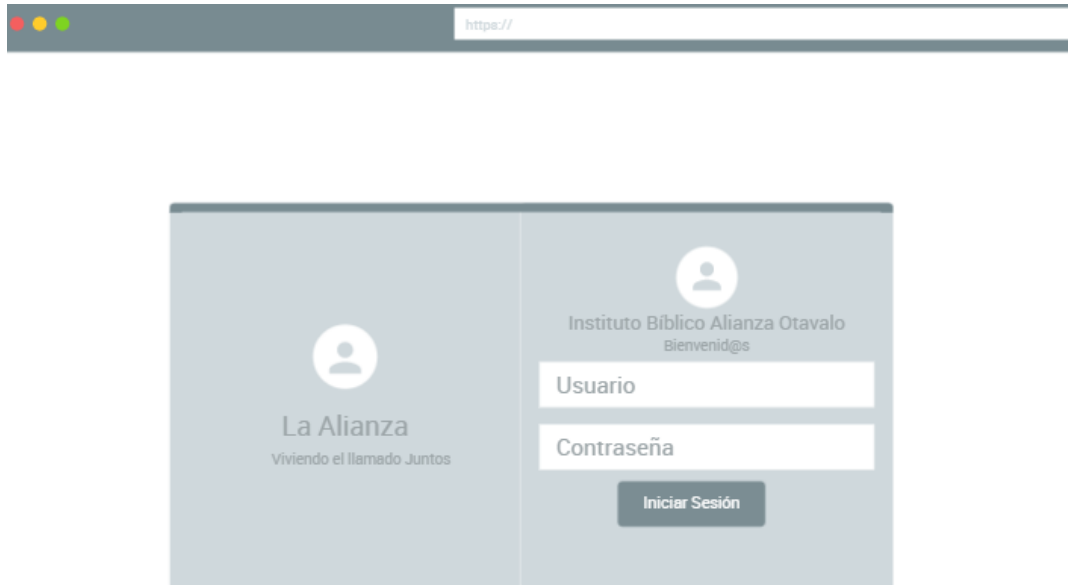 https://
La Alianza
Viviendo el llamado Juntos
Instituto Bíblico Alianza Otavalo
Bienvenid@s
Usuario
Contraseña
Iniciar Sesión